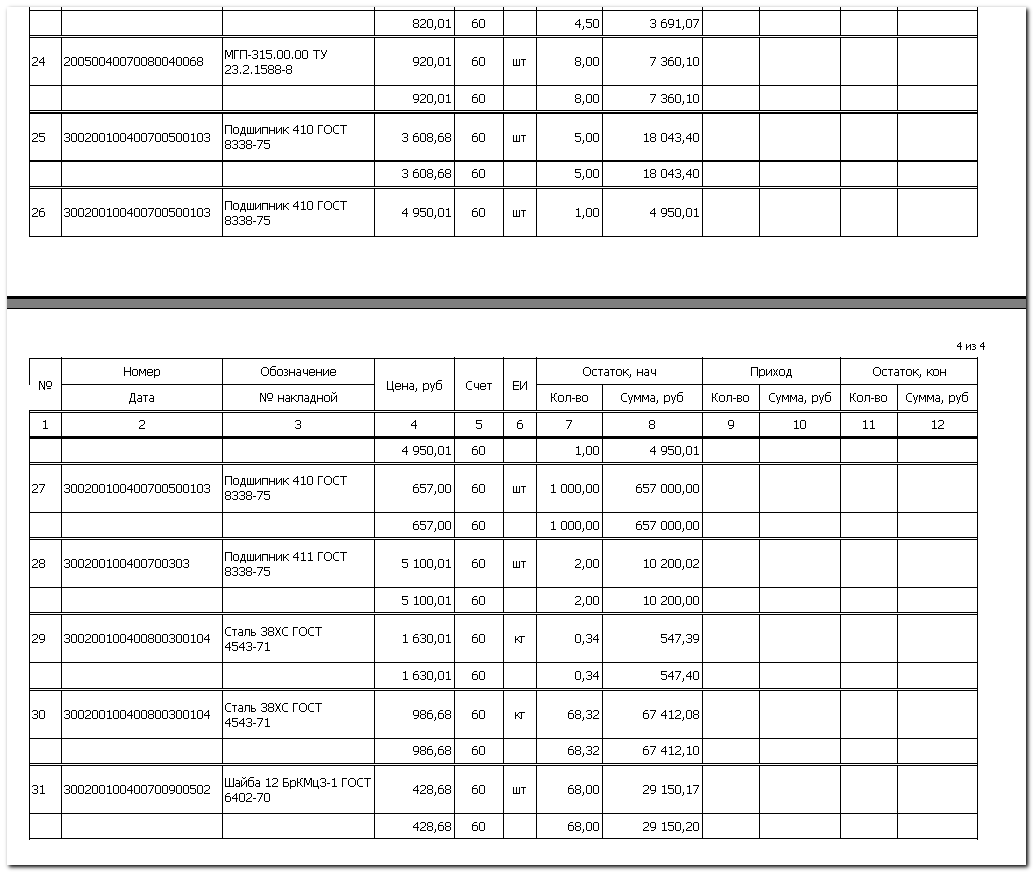 820,01 60 4,50 3 691,07
24 20050040070080040068 МГП-315.00.00 ТУ 920,01 60 шт 8,00 7 360,10
23.2.1588-8
920,01 60 8,00 7 360,10
25 300200100400700500103 Подшипник 410 ГОСТ 3 608,68 60 шт 5,00 18 043,40
8338-75
3 608,68 60 5,00 18 043,40
26 300200100400700500103 Подшипник 410 ГОСТ 4 950,01 60 шт 1,00 4 950,01
8338-75
4 из 4
№ Номер Обозначение Цена, руб Счет ЕИ Остаток, нач Приход Остаток, кон
Дата № накладной Кол-во Сумма, руб Кол-во Сумма, руб Кол-во Сумма, руб
1 2 3 4 5 6 7 8 9 10 11 12
4 950,01 60 1,00 4 950,01
27 300200100400700500103 Подшипник 410 ГОСТ 657,00 60 шт 1 000,00 657 000,00
8338-75
657,00 60 1 000,00 657 000,00
28 300200100400700303 Подшипник 411 ГОСТ 5 100,01 60 шт 2,00 10 200,02
8338-75
5 100,01 60 2,00 10 200,00
29 300200100400800300104 Сталь 38ХС ГОСТ 1 630,01 60 кг 0,34 547,39
4543-71
1 630,01 60 0,34 547,40
30 300200100400800300104 Сталь 38ХС ГОСТ 986,68 60 кг 68,32 67 412,08
4543-71
986,68 60 68,32 67 412,10
31 300200100400700900502 Шайба 12 БрКМц3-1 ГОСТ 428,68 60 шт 68,00 29 150,17
6402-70
428,68 60 68,00 29 150,20